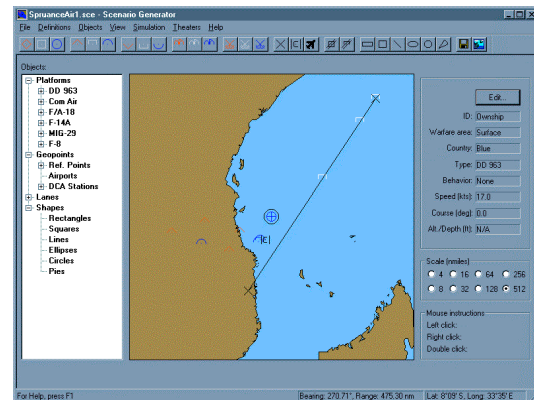 SpruanceAir1.sce - Scenario Generator
File Definitions Objects View Simulation Theaters Help
Objects:
Platforms
DD 963
Com Air
F/A-18
F-14A
MIG-29
F-8
Geopoints
Ref. Points
Airports
DCA Stations
Lanes
Shapes
Rectangles
Squares
Lines
Ellipses
Circles
Pies
Edit...
ID: Ownship
Warfare area: Surface
Country: Blue
Type: DD 963
Behavior: None
Speed (kts): 17.0
Course (deg): 0.0
Alt./Depth (ft): N/A
Scale (nmiles)
4 16 64 256
8 32 128 512
Mouse instructions
Left click:
Right click:
Double click:
For Help, press F1 Bearing: 270.71°, Range: 475.30 nm Lat: 8°09' S, Long: 33°35' E